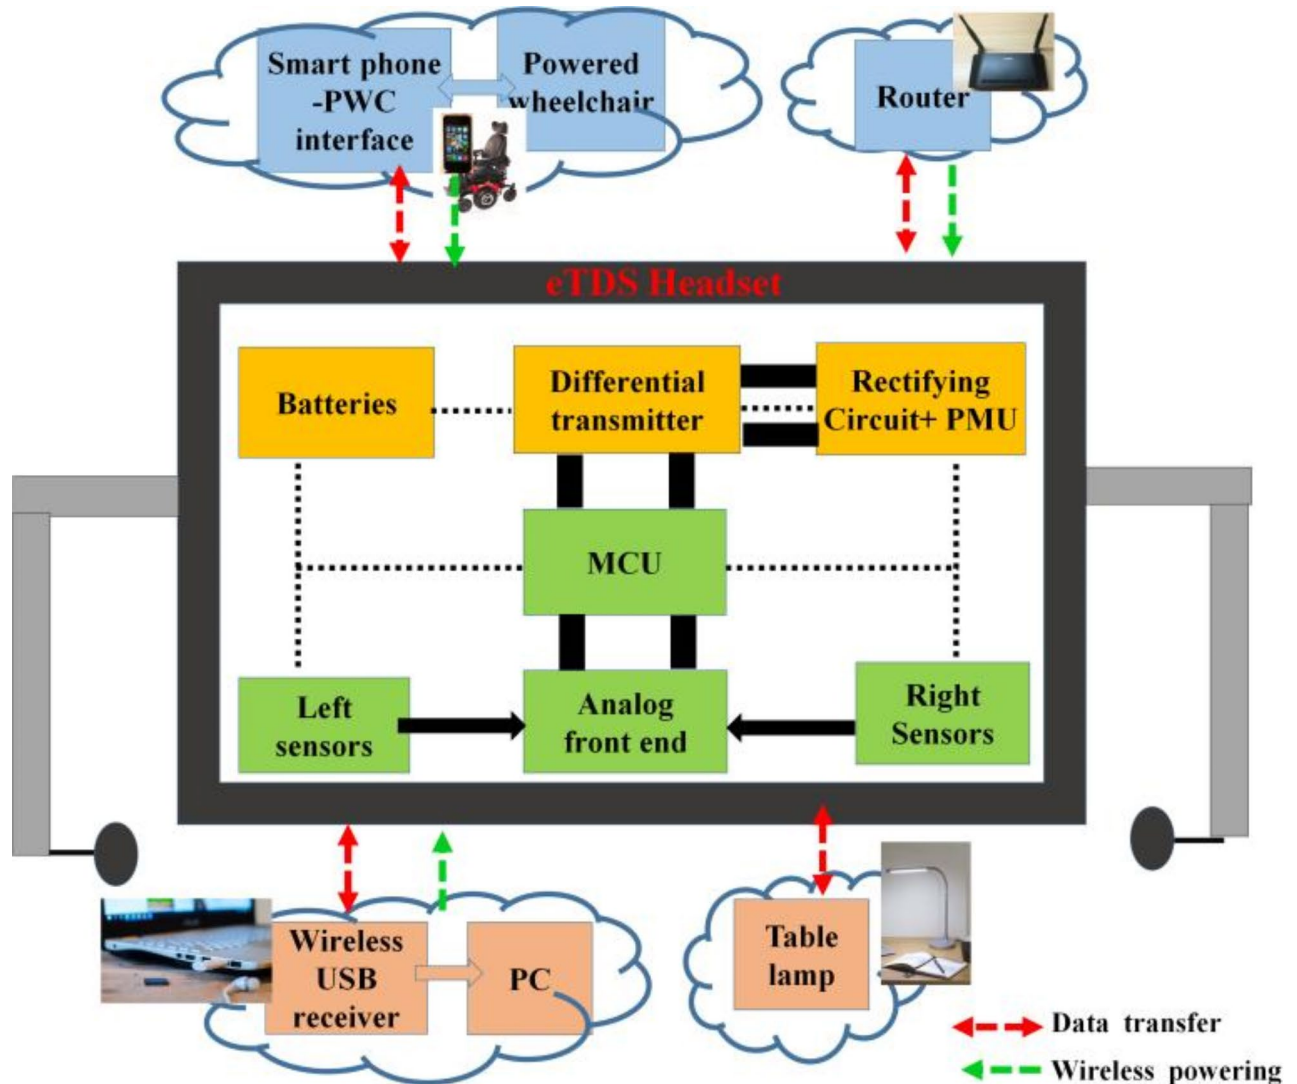 Smart phone
-PWC
interface
Powered
wheelchair
Router
eTDS Headset
Batteries
Differential
transmitter
Rectifying
Circuit+ PMU
MCU
Left
sensors
Analog
front end
Right
Sensors
Wireless
USB
receiver
PC
Table
lamp
Data transfer
Wireless powering